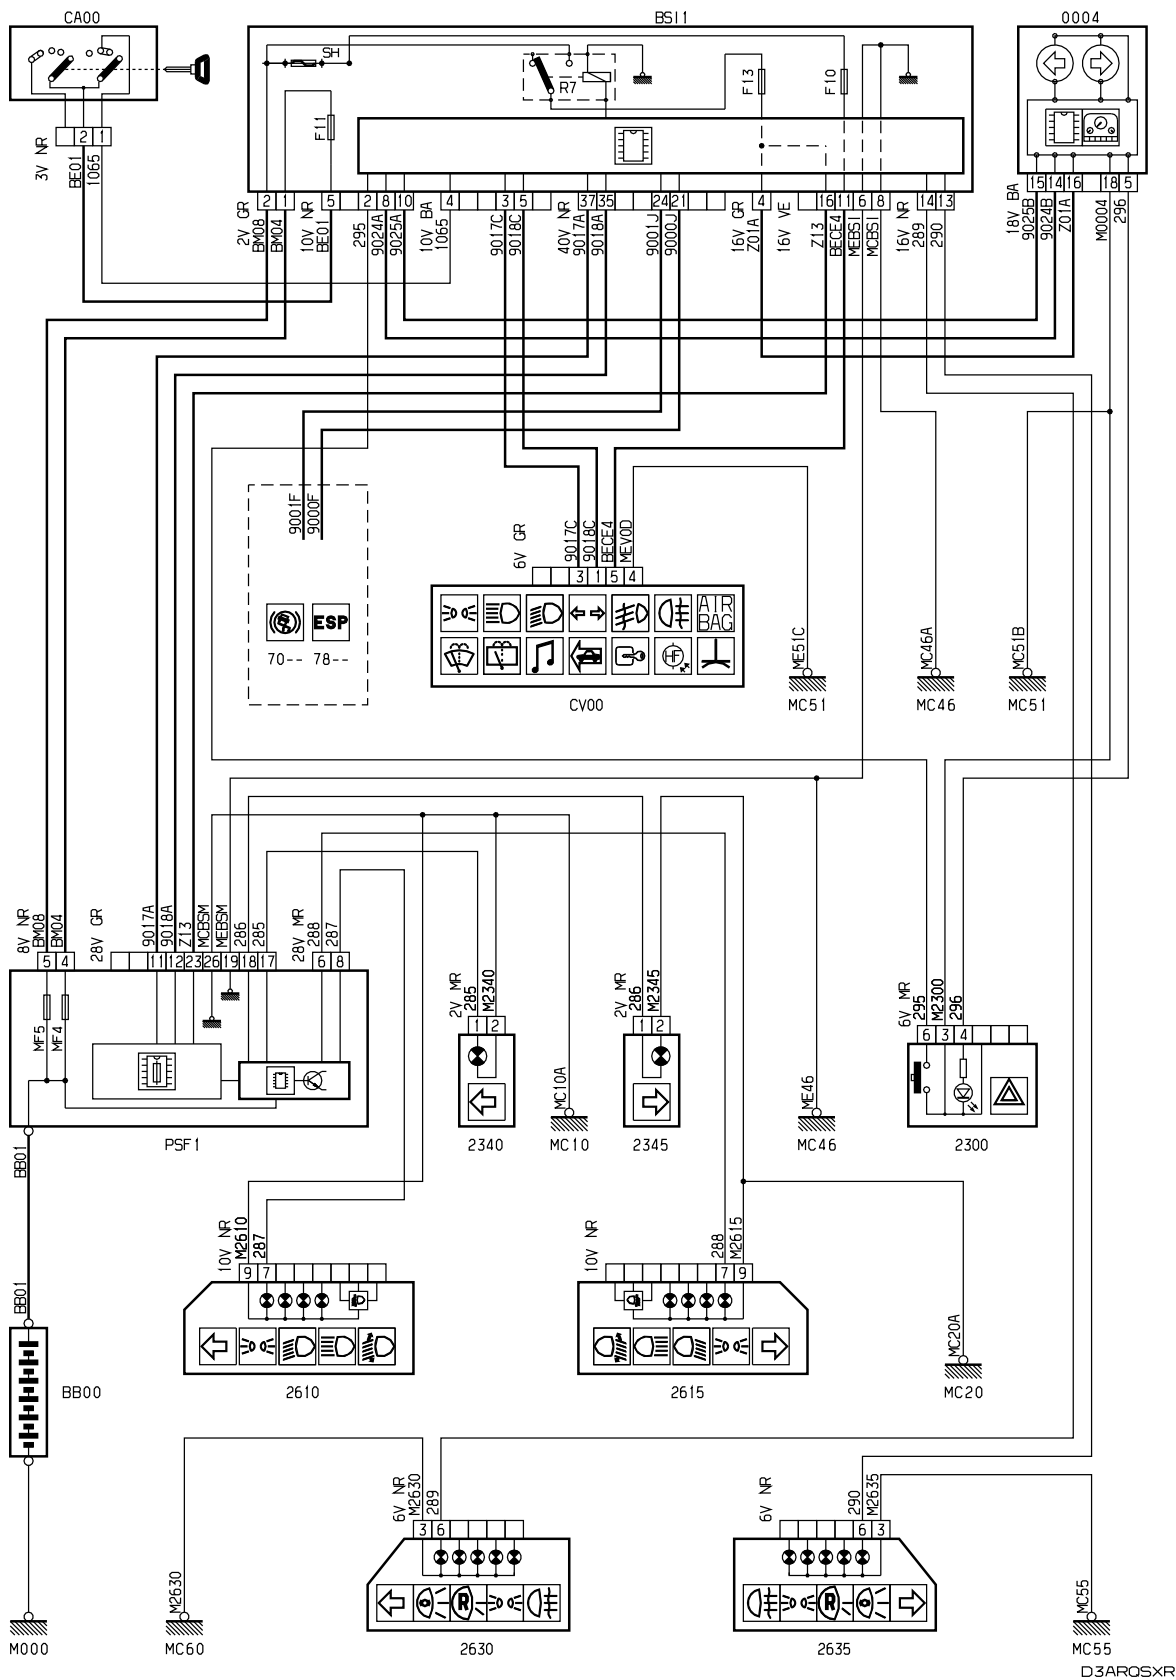 CA00
BSI1
0004
SH
R7
F13
F10
F11
3V NR
2 1
BE01
1065
2V GR
2 1
BM08
BM04
10V NR
5
BE01
2 8 10
295
9024A
9025A
10V BA
4
1065
3 5
9017C
9018C
40V NR
37 35
9017A
9018A
24 21
9001J
9000J
16V GR
4
Z01A
16V VE
16 11 6 8
Z13
BECE4
MEBSI
MCBSI
16V NR
14 13
289
290
18V BA
15 14 16 18 5
9025B
9024B
Z01A
M0004
296
9001F
9000F
ESP
70-- 78--
6V GR
9017C
9018C
BECE4
MEV0D
3 1 5 4
AIR
BAG
HF
CV00
ME51C
MC51
MC46A
MC46
MC51B
MC51
8V NR
BM08
BM04
5 4
28V GR
9017A
9018A
Z13
MCBSM
MEBSM
286
285
11 12 23 26 19 18 17
28V MR
288
287
6 8
MF5
MF4
PSF1
2V MR
285
M2340
1 2
2340
MC10A
MC10
2V MR
286
M2345
1 2
2345
ME46
MC46
6V MR
295
M2300
296
6 3 4
2300
BB01
BB01
BB00
M000
10V NR
M2610
287
9 7
2610
10V NR
288
M2615
7 9
2615
MC20A
MC20
M2630
MC60
6V NR
M2630
289
3 6
R
2630
6V NR
290
M2635
6 3
R
2635
MC55
MC55
D3ARQSXR